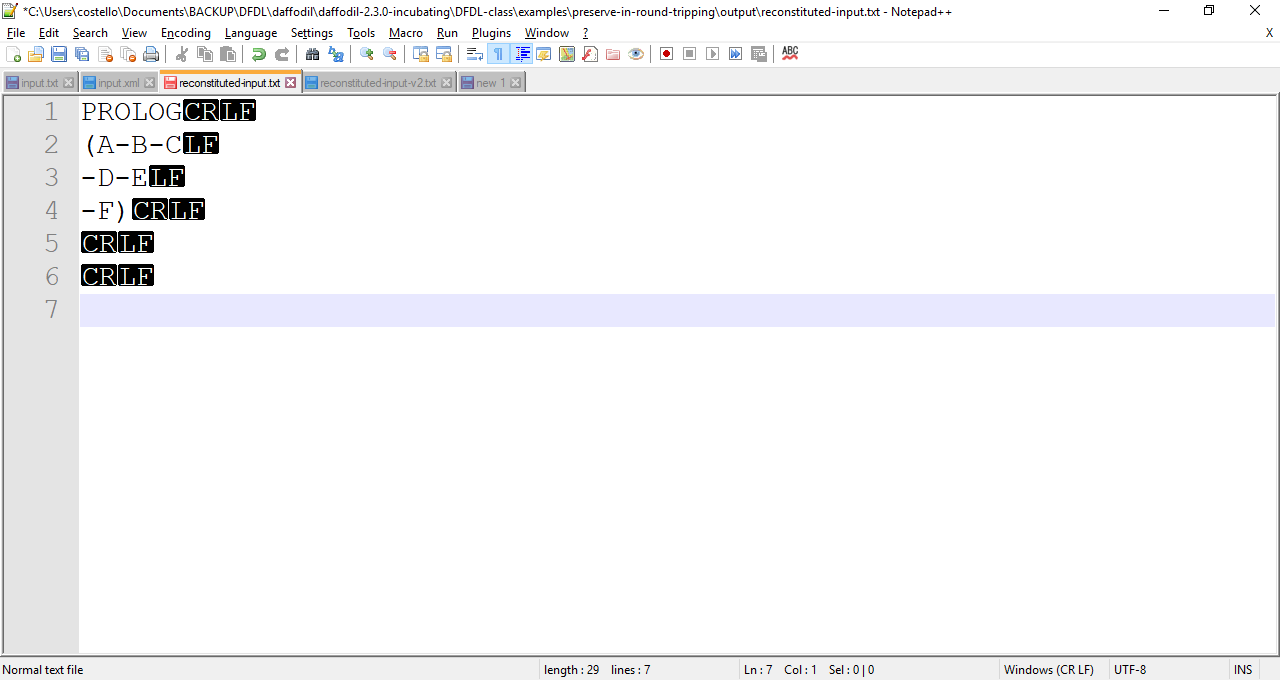 *C:\Users\costello\Documents\BACKUP\DFDL\daffodil\daffodil-2.3.0-incubating\DFDL-class\examples\preserve-in-round-tripping\output\reconstituted-input.txt - Notepad++
File Edit Search View Encoding Language Settings Tools Macro Run Plugins Window ? X
ABC
input.txt input.xml reconstituted-input.txt reconstituted-input-v2.txt new 1
1 PROLOGCRLF
2 (A-B-CLF
3 -D-ELF
4 -F)CRLF
5 CRLF
6 CRLF
7
Normal text file length : 29 lines : 7 Ln : 7 Col : 1 Sel : 0 | 0 Windows (CR LF) UTF-8 INS